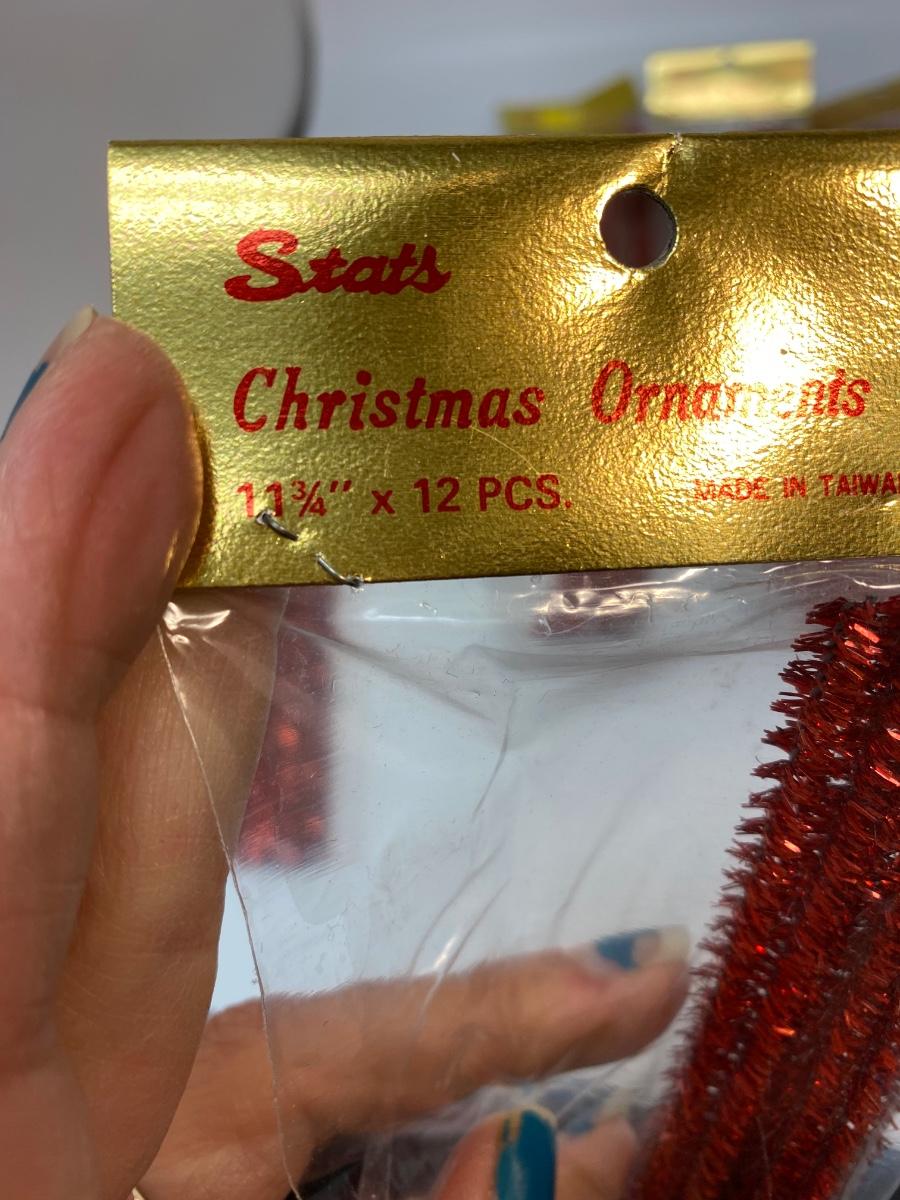 Stats
Christmas Ornaments
11¾" x 12 PCS. MADE IN TAIWA